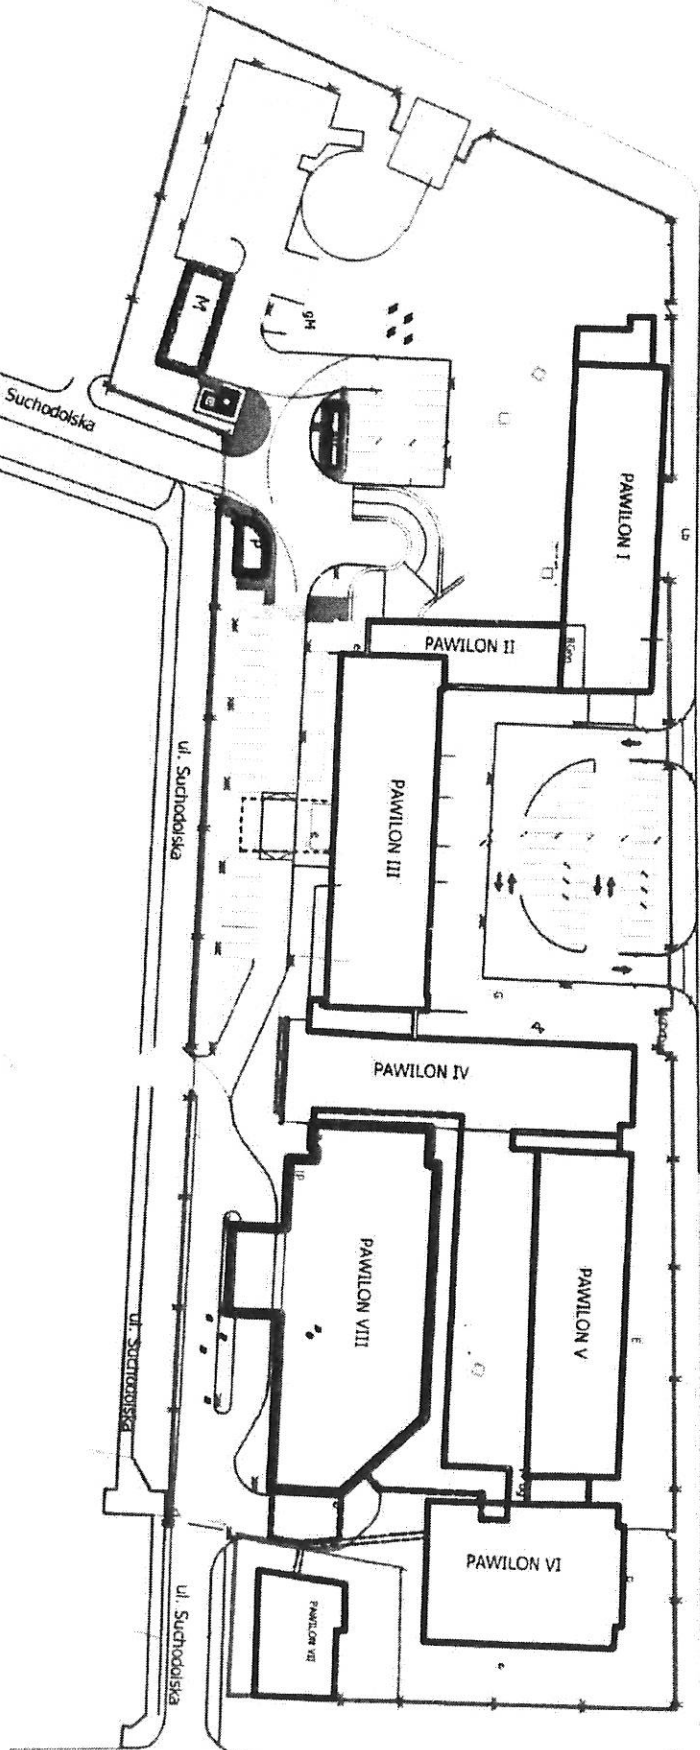 M
gM
Suchodolska
PAWILON I
P
PAWILON II
ul. Suchodolska
PAWILON III
G
PAWILON IV
PAWILON VIII
PAWILON V
E
ul. Suchodolska
PAWILON VI
PAWILON VII
ul. Suchodolska